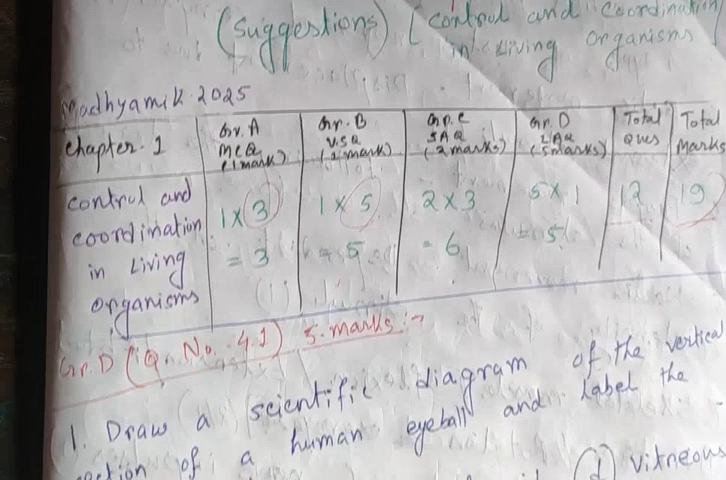 (Suggestions) [control and coordination
in Living Organisms
Madhyamik 2025
Chapter-1
Gr. A
MCQ
(1 mark)
Gr. B
VSQ
(1 mark)
Gr. C
SAQ
(2 marks)
Gr. D
LAQ
(5 marks)
Total
Ques
Total
Marks
control and
coordination
in Living
Organisms
1 x 3
= 3
1 x 5
= 5
2 x 3
= 6
5 x 1
= 5
12
19
Gr. D (Q. No. 4.1) 5 marks :-
1. Draw a scientific diagram of the vertical
section of a human eyeball and label the